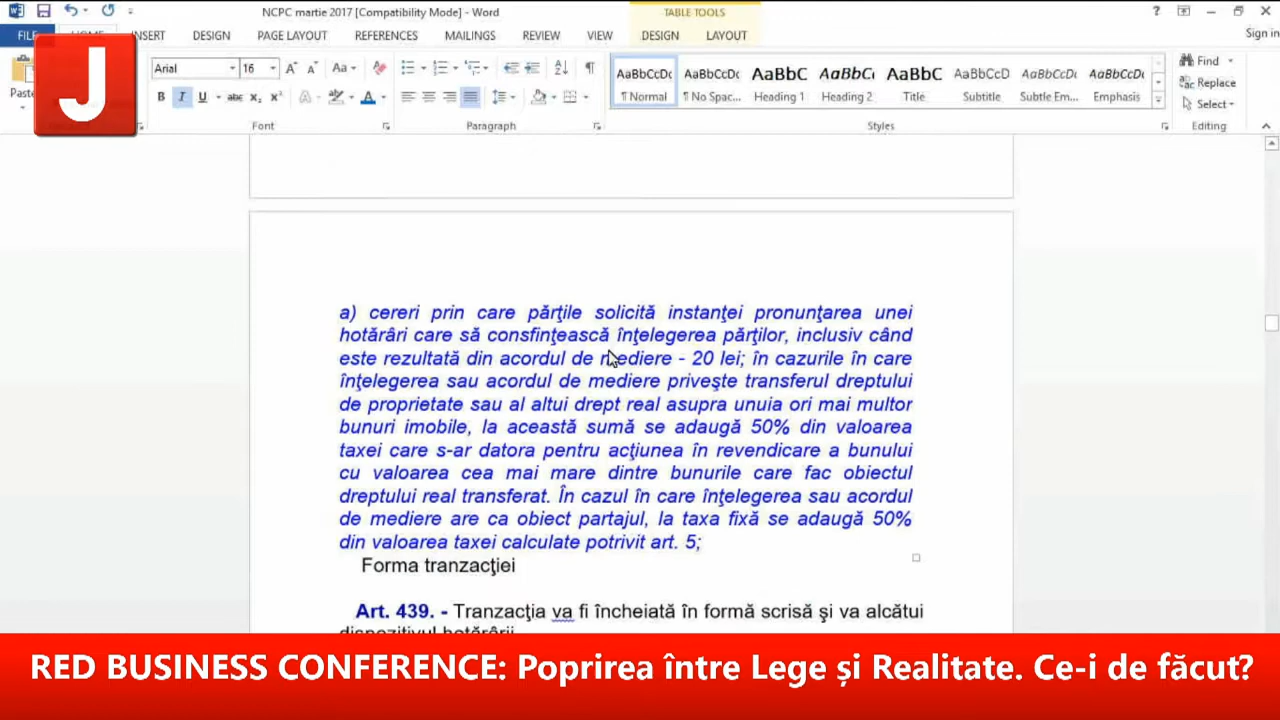 NCPC martie 2017 [Compatibility Mode] - Word
TABLE TOOLS
?
FILE HOME INSERT DESIGN PAGE LAYOUT REFERENCES MAILINGS REVIEW VIEW DESIGN LAYOUT Sign in
J
Paste
Arial 16 Aa
B I U abc x₂ x² A A
Font
Paragraph
AaBbCcDc AaBbCcDc AaBbC AaBbCc AaBbC AaBbCcD AaBbCcDc AaBbCcDc
¶ Normal ¶ No Spac... Heading 1 Heading 2 Title Subtitle Subtle Em... Emphasis
Styles
Find
Replace
Select
Editing
a) cereri prin care părţile solicită instanţei pronunţarea unei
hotărâri care să consfinţească înţelegerea părţilor, inclusiv când
este rezultată din acordul de mediere - 20 lei; în cazurile în care
înţelegerea sau acordul de mediere priveşte transferul dreptului
de proprietate sau al altui drept real asupra unuia ori mai multor
bunuri imobile, la această sumă se adaugă 50% din valoarea
taxei care s-ar datora pentru acţiunea în revendicare a bunului
cu valoarea cea mai mare dintre bunurile care fac obiectul
dreptului real transferat. În cazul în care înţelegerea sau acordul
de mediere are ca obiect partajul, la taxa fixă se adaugă 50%
din valoarea taxei calculate potrivit art. 5;
Forma tranzacţiei
Art. 439. - Tranzacţia va fi încheiată în formă scrisă şi va alcătui
dispozitivul hotărârii
RED BUSINESS CONFERENCE: Poprirea între Lege și Realitate. Ce-i de făcut?